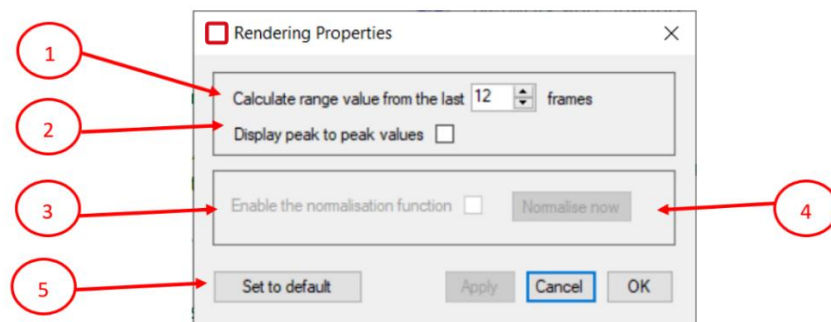 Rendering Properties
1
Calculate range value from the last 12 frames
2
Display peak to peak values
3
Enable the normalisation function Normalise now
4
5
Set to default Apply Cancel OK